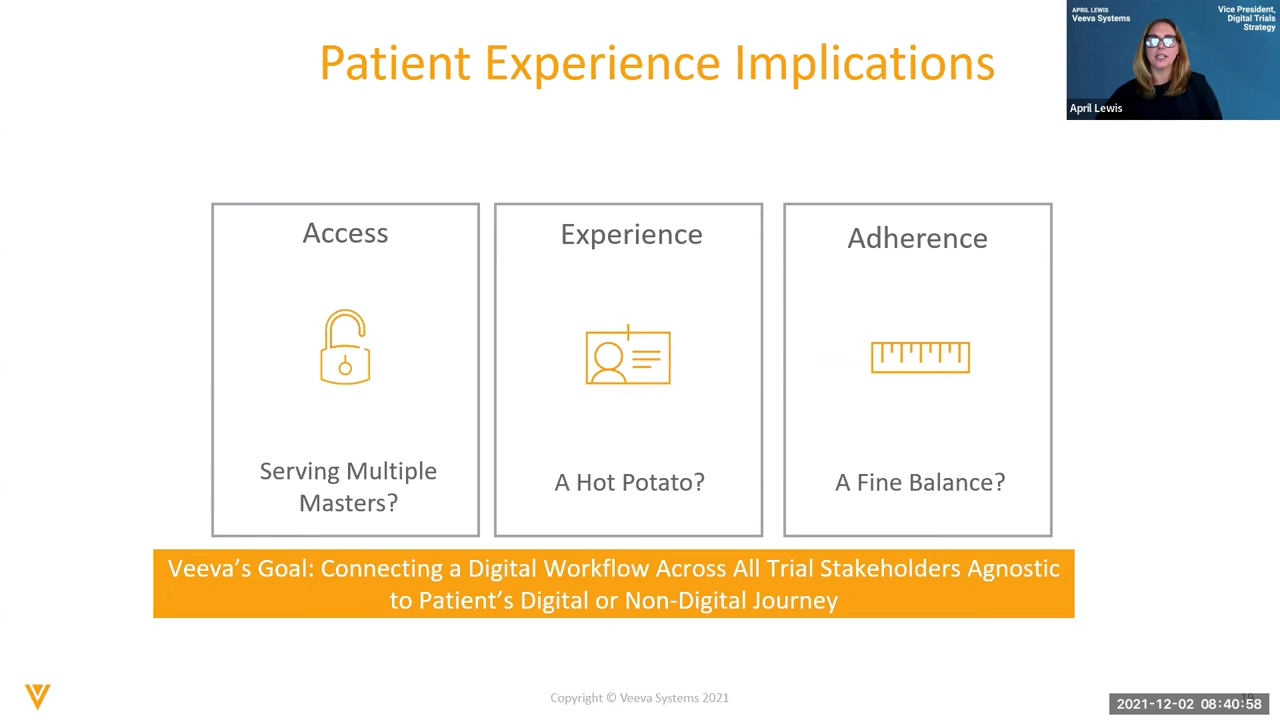 Patient Experience Implications
APRIL LEWIS
Veeva Systems
Vice President,
Digital Trials
Strategy
April Lewis
Access
Experience
Adherence
Serving Multiple
Masters?
A Hot Potato?
A Fine Balance?
Veeva’s Goal: Connecting a Digital Workflow Across All Trial Stakeholders Agnostic
to Patient’s Digital or Non-Digital Journey
Copyright © Veeva Systems 2021
2021-12-02 08:40:58